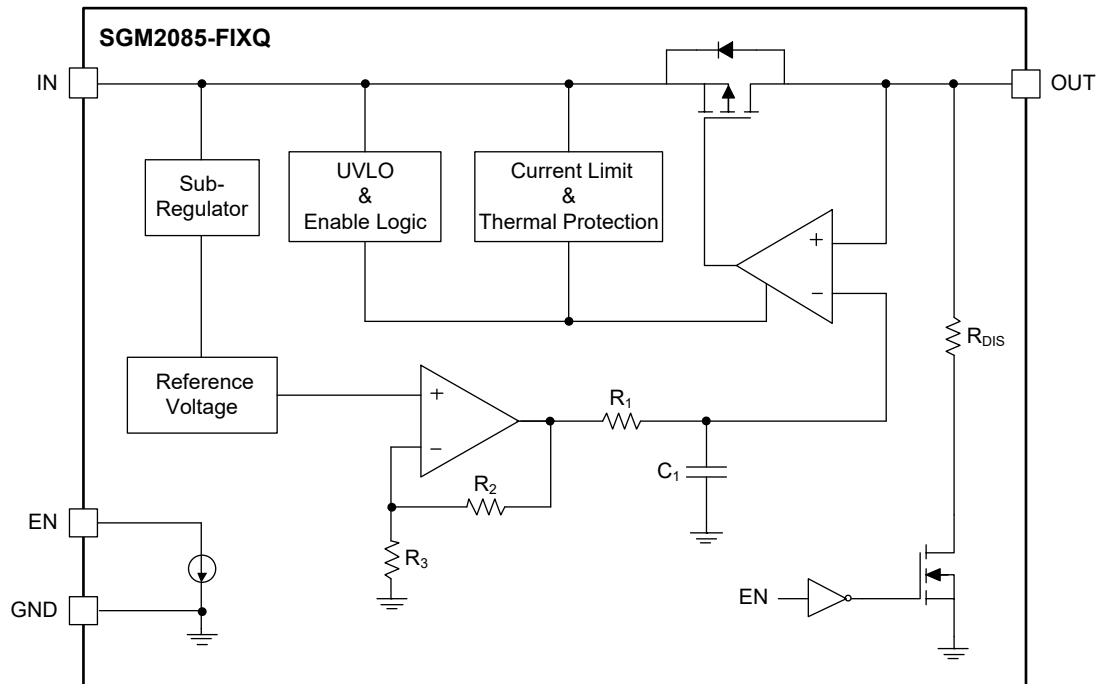 SGM2085-FIXQ
IN
OUT
Sub-
Regulator
UVLO
&
Enable Logic
Current Limit
&
Thermal Protection
+
−
R_DIS
Reference
Voltage
+
−
R₁
C₁
R₂
R₃
EN
GND
EN